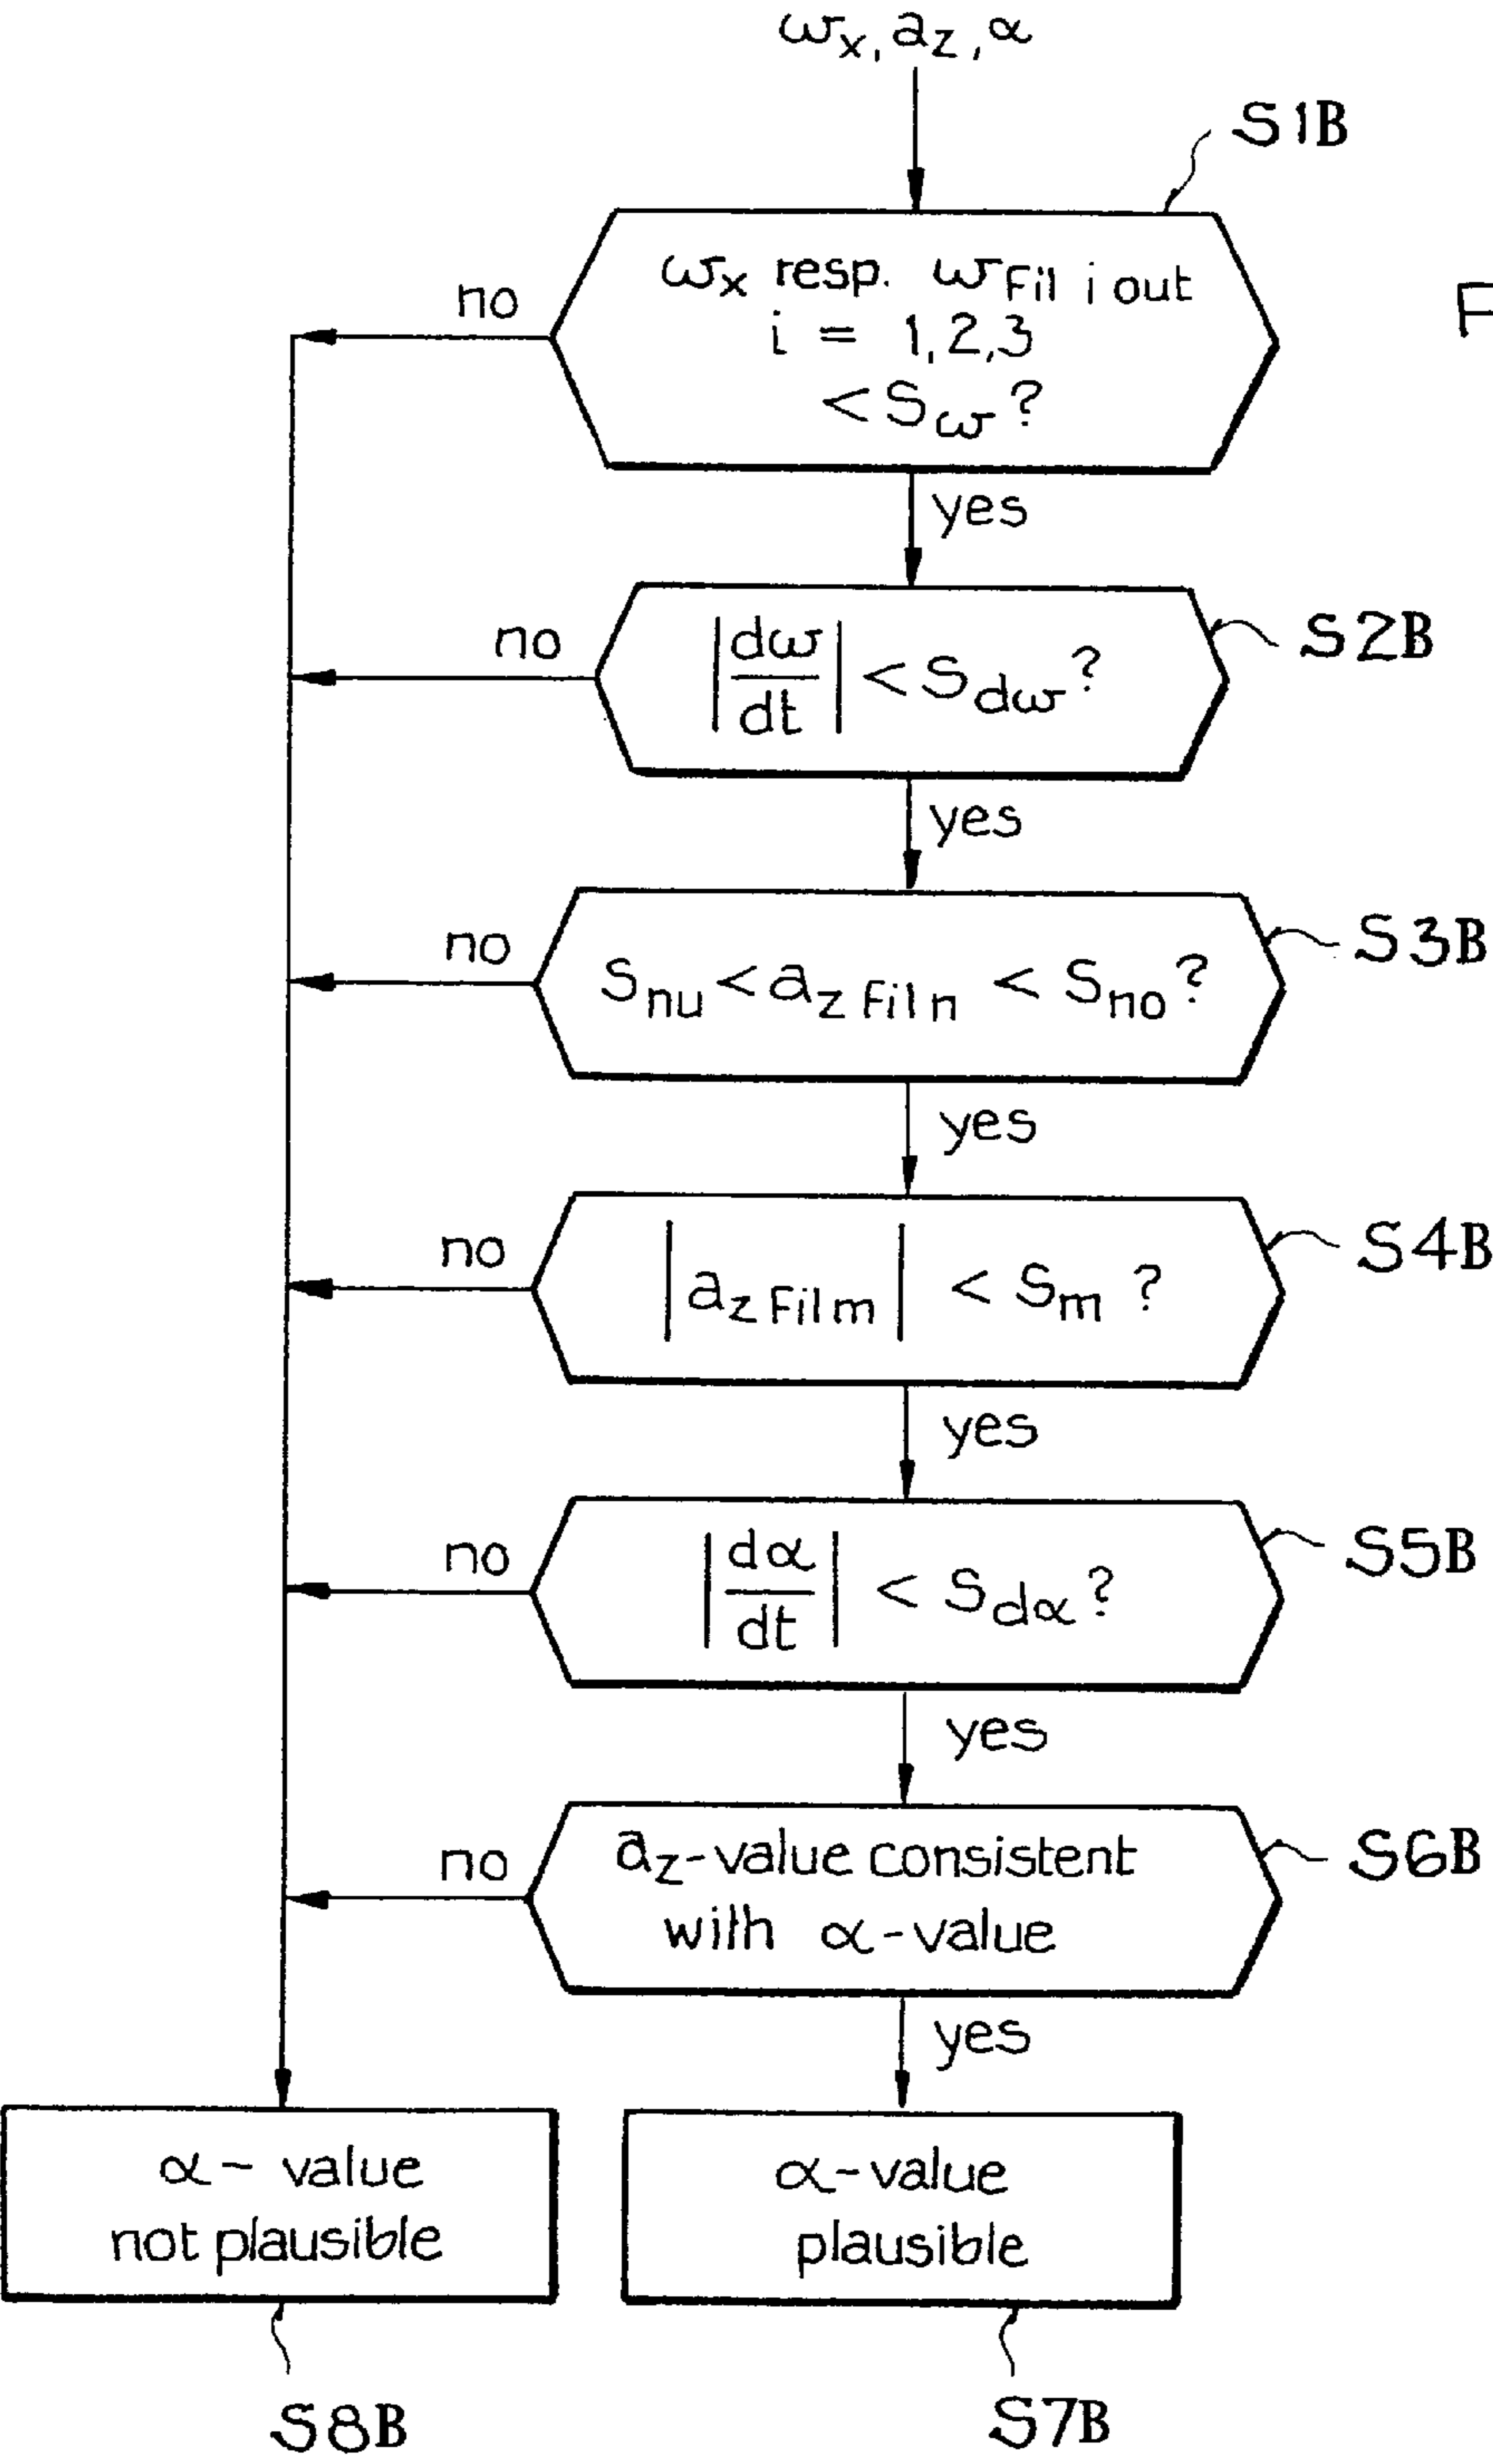 ωx, az, α
S1B
ωx resp. ωFil i out
i = 1,2,3
< Sω?
no
F
yes
S2B
|dω/dt| < Sdω?
no
yes
S3B
Snu < az Fil n < Sno?
no
yes
S4B
|az Fil m| < Sm ?
no
yes
S5B
|dα/dt| < Sdα?
no
yes
S6B
az-value consistent
with α-value
no
yes
α- value
not plausible
α-value
plausible
S8B
S7B